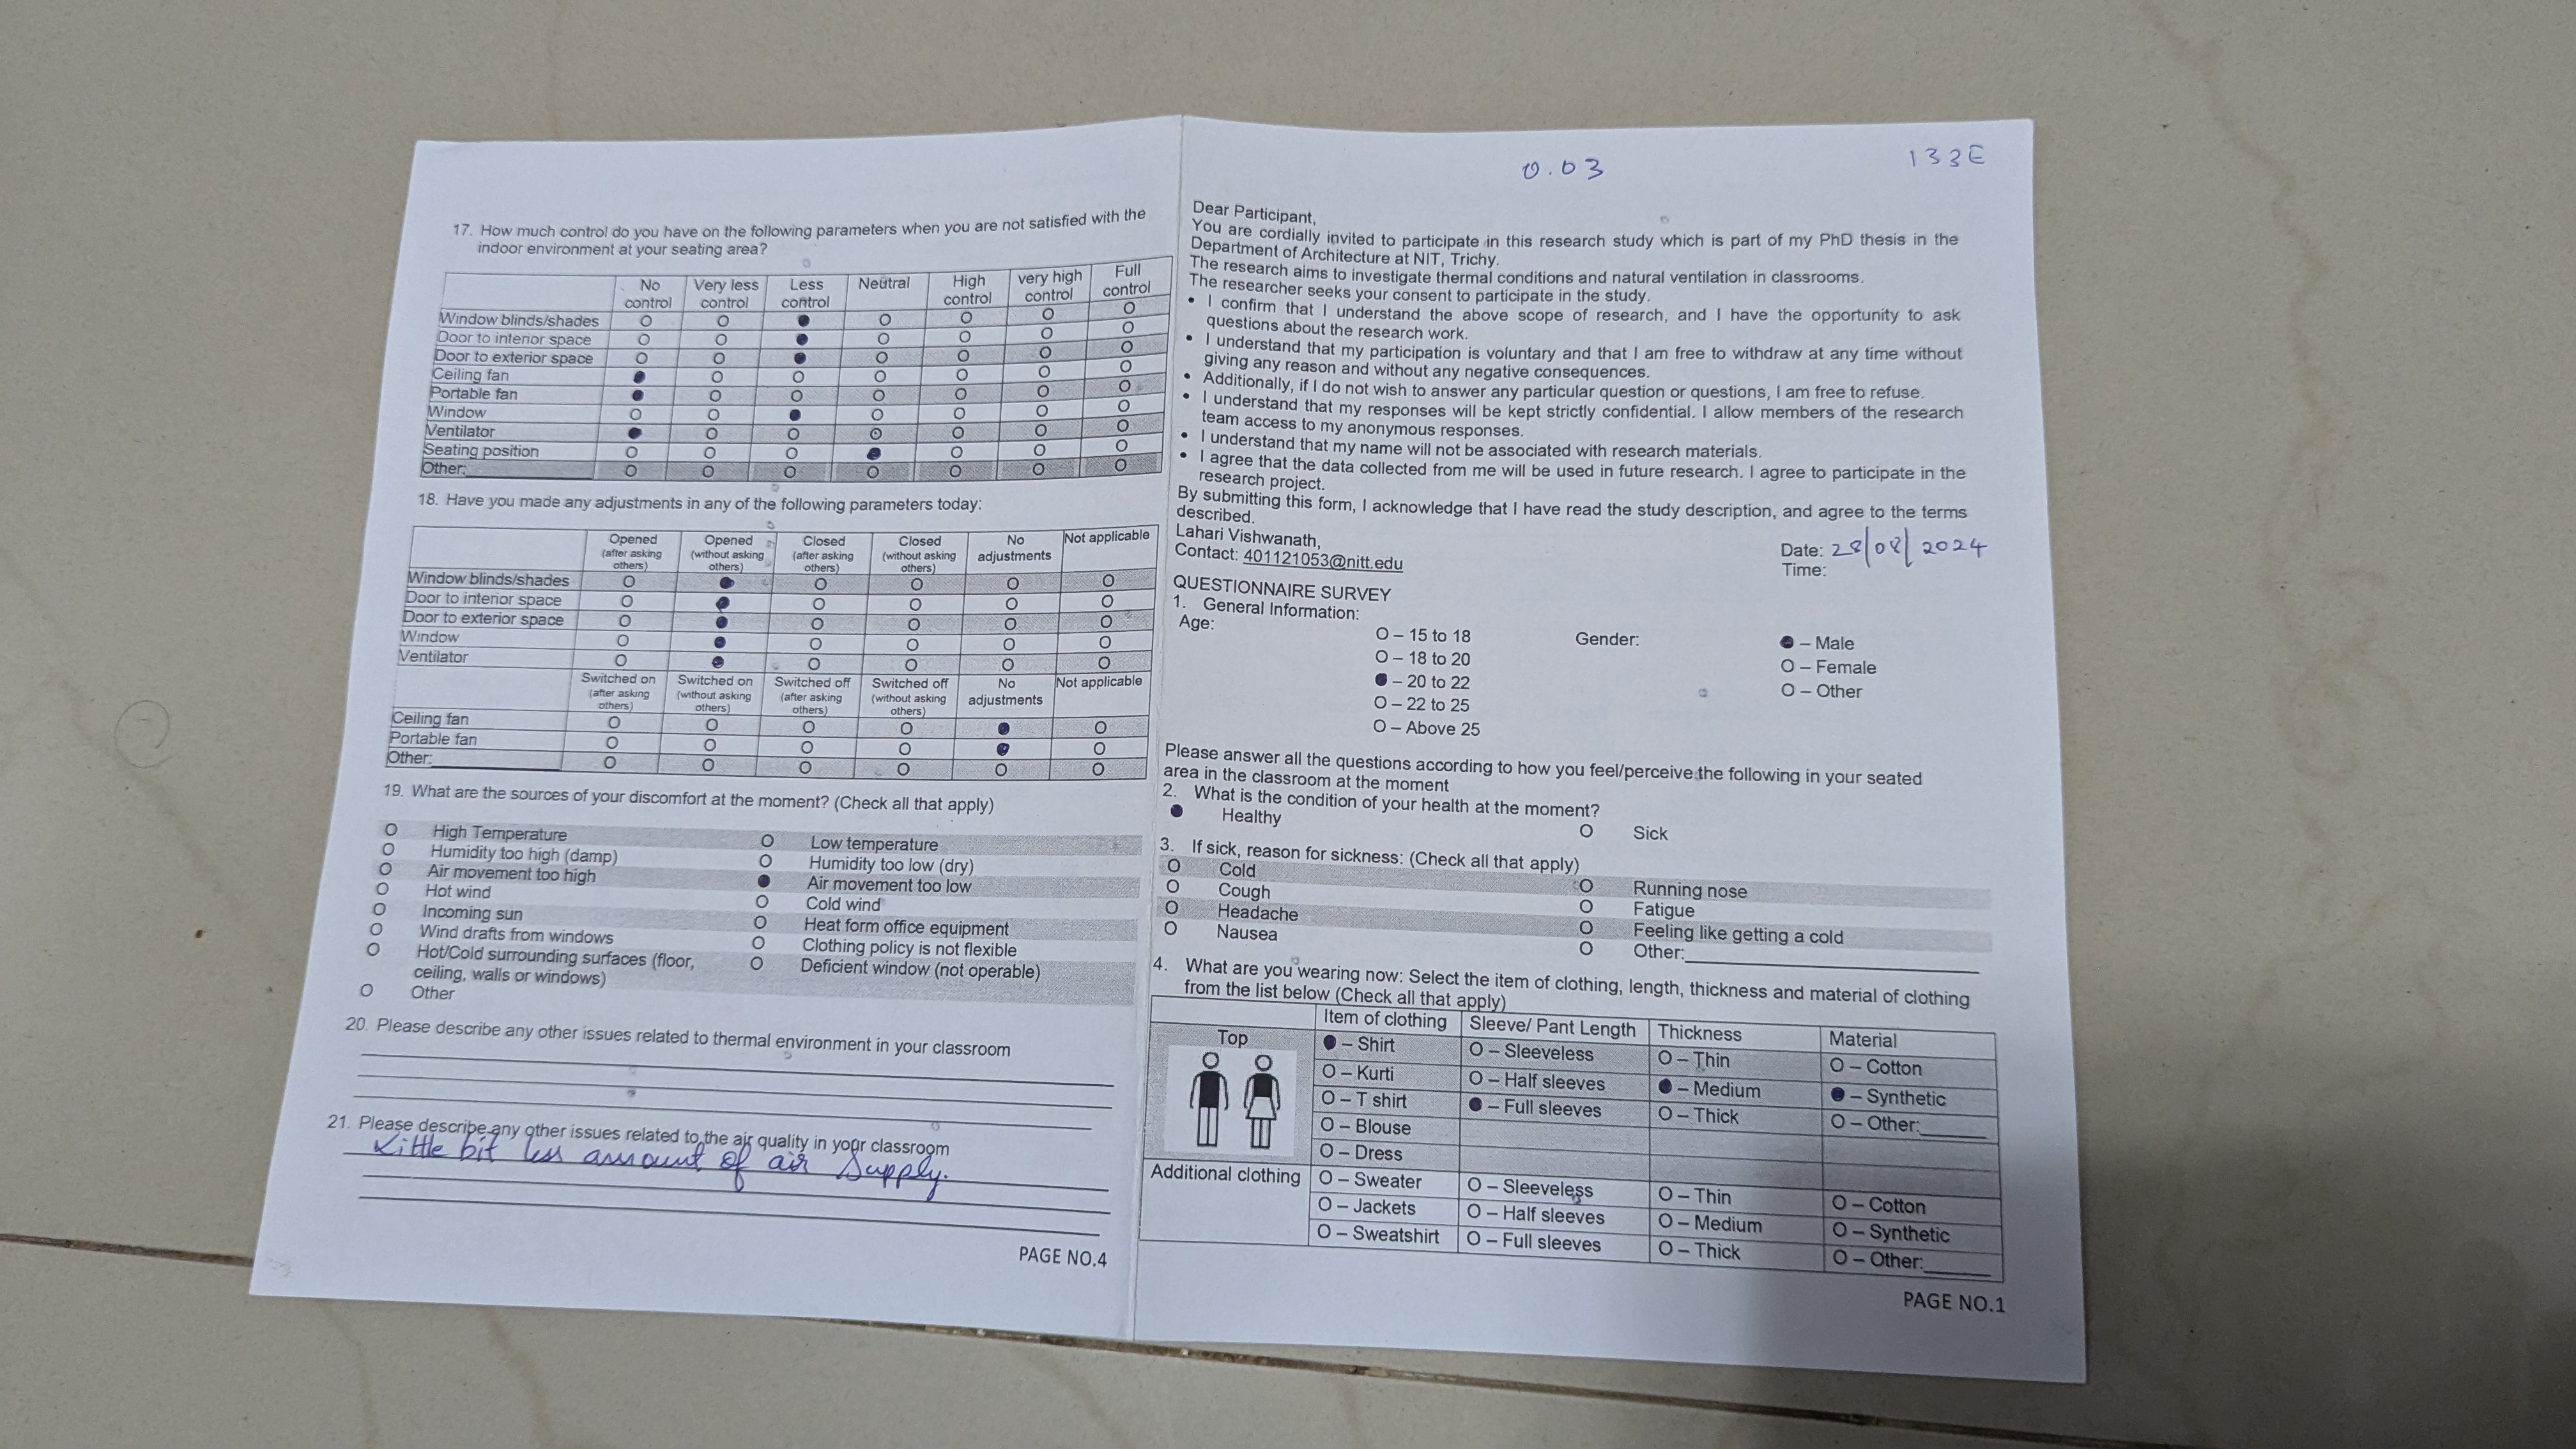 17. How much control do you have on the following parameters when you are not satisfied with the
indoor environment at your seating area?
No control Very less control Less control Neutral High control very high control Full control
Window blinds/shades O O ● O O O O
Door to interior space O O ● O O O O
Door to exterior space O O ● O O O O
Ceiling fan ● O O O O O O
Portable fan ● O O O O O O
Window O O ● O O O O
Ventilator ● O O O O O O
Seating position O O O ● O O O
Other:________ O O O O O O O
18. Have you made any adjustments in any of the following parameters today:
Opened (after asking others) Opened (without asking others) Closed (after asking others) Closed (without asking others) No adjustments Not applicable
Window blinds/shades O ● O O O O
Door to interior space O ● O O O O
Door to exterior space O ● O O O O
Window O ● O O O O
Ventilator O ● O O O O
Switched on (after asking others) Switched on (without asking others) Switched off (after asking others) Switched off (without asking others) No adjustments Not applicable
Ceiling fan O O O O ● O
Portable fan O O O O ● O
Other:________ O O O O O O
19. What are the sources of your discomfort at the moment? (Check all that apply)
O High Temperature O Low temperature
O Humidity too high (damp) O Humidity too low (dry)
O Air movement too high ● Air movement too low
O Hot wind O Cold wind
O Incoming sun O Heat form office equipment
O Wind drafts from windows O Clothing policy is not flexible
O Hot/Cold surrounding surfaces (floor, O Deficient window (not operable)
ceiling, walls or windows)
O Other
20. Please describe any other issues related to thermal environment in your classroom
21. Please describe any other issues related to the air quality in your classroom
Little bit less amount of air Supply.
PAGE NO.4
0.03
133E
Dear Participant,
You are cordially invited to participate in this research study which is part of my PhD thesis in the
Department of Architecture at NIT, Trichy.
The research aims to investigate thermal conditions and natural ventilation in classrooms.
The researcher seeks your consent to participate in the study.
• I confirm that I understand the above scope of research, and I have the opportunity to ask
questions about the research work.
• I understand that my participation is voluntary and that I am free to withdraw at any time without
giving any reason and without any negative consequences.
• Additionally, if I do not wish to answer any particular question or questions, I am free to refuse.
• I understand that my responses will be kept strictly confidential. I allow members of the research
team access to my anonymous responses.
• I understand that my name will not be associated with research materials.
• I agree that the data collected from me will be used in future research. I agree to participate in the
research project.
By submitting this form, I acknowledge that I have read the study description, and agree to the terms
described.
Lahari Vishwanath,
Contact: 401121053@nitt.edu
Date: 28/08/2024
Time:
QUESTIONNAIRE SURVEY
1. General Information:
Age: O – 15 to 18 Gender: ● – Male
O – 18 to 20 O – Female
● – 20 to 22 O – Other
O – 22 to 25
O – Above 25
Please answer all the questions according to how you feel/perceive the following in your seated
area in the classroom at the moment
2. What is the condition of your health at the moment?
● Healthy O Sick
3. If sick, reason for sickness: (Check all that apply)
O Cold O Running nose
O Cough O Fatigue
O Headache O Feeling like getting a cold
O Nausea O Other:________
4. What are you wearing now: Select the item of clothing, length, thickness and material of clothing
from the list below (Check all that apply)
Item of clothing Sleeve/ Pant Length Thickness Material
Top ● – Shirt O – Sleeveless O – Thin O – Cotton
O – Kurti O – Half sleeves ● – Medium ● – Synthetic
O – T shirt ● – Full sleeves O – Thick O – Other:______
O – Blouse
O – Dress
Additional clothing O – Sweater O – Sleeveless O – Thin O – Cotton
O – Jackets O – Half sleeves O – Medium O – Synthetic
O – Sweatshirt O – Full sleeves O – Thick O – Other:______
PAGE NO.1